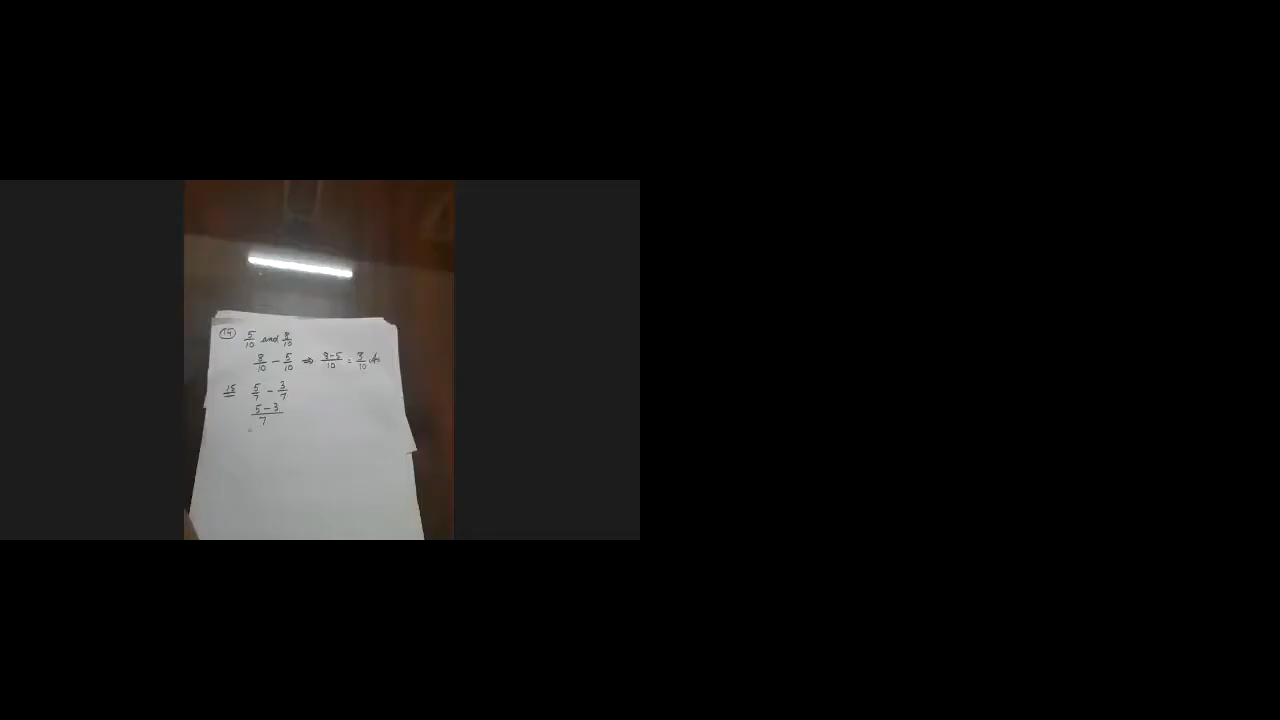 14 5/10 and 8/10
8/10 - 5/10 ⇒ 8-5/10 = 3/10 As
15 5/7 - 3/7
5-3/7